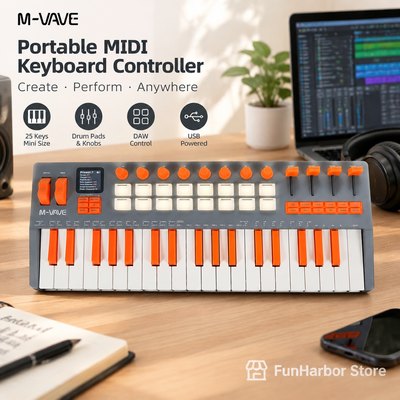 M-VAVE
Portable MIDI
Keyboard Controller
Create · Perform · Anywhere
25 Keys
Mini Size
Drum Pads
& Knobs
DAW
Control
USB
Powered
M-VAVE
FunHarbor Store